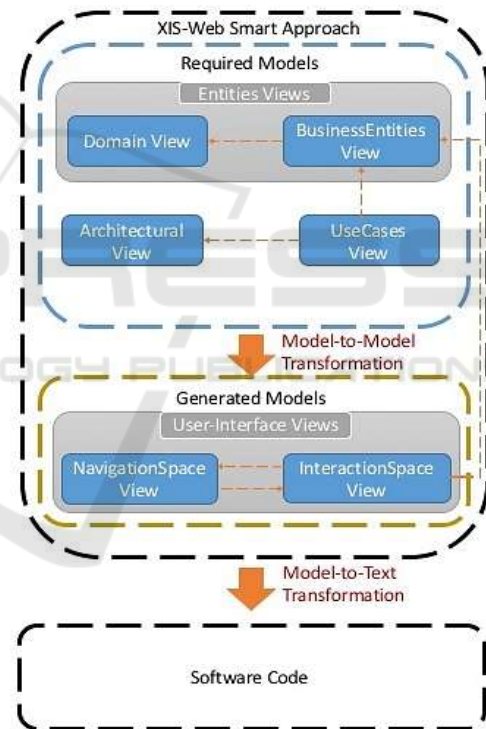 XIS-Web Smart Approach
Required Models
Entities Views
Domain View
BusinessEntities
View
Architectural
View
UseCases
View
Model-to-Model
Transformation
Generated Models
User-Interface Views
NavigationSpace
View
InteractionSpace
View
Model-to-Text
Transformation
Software Code